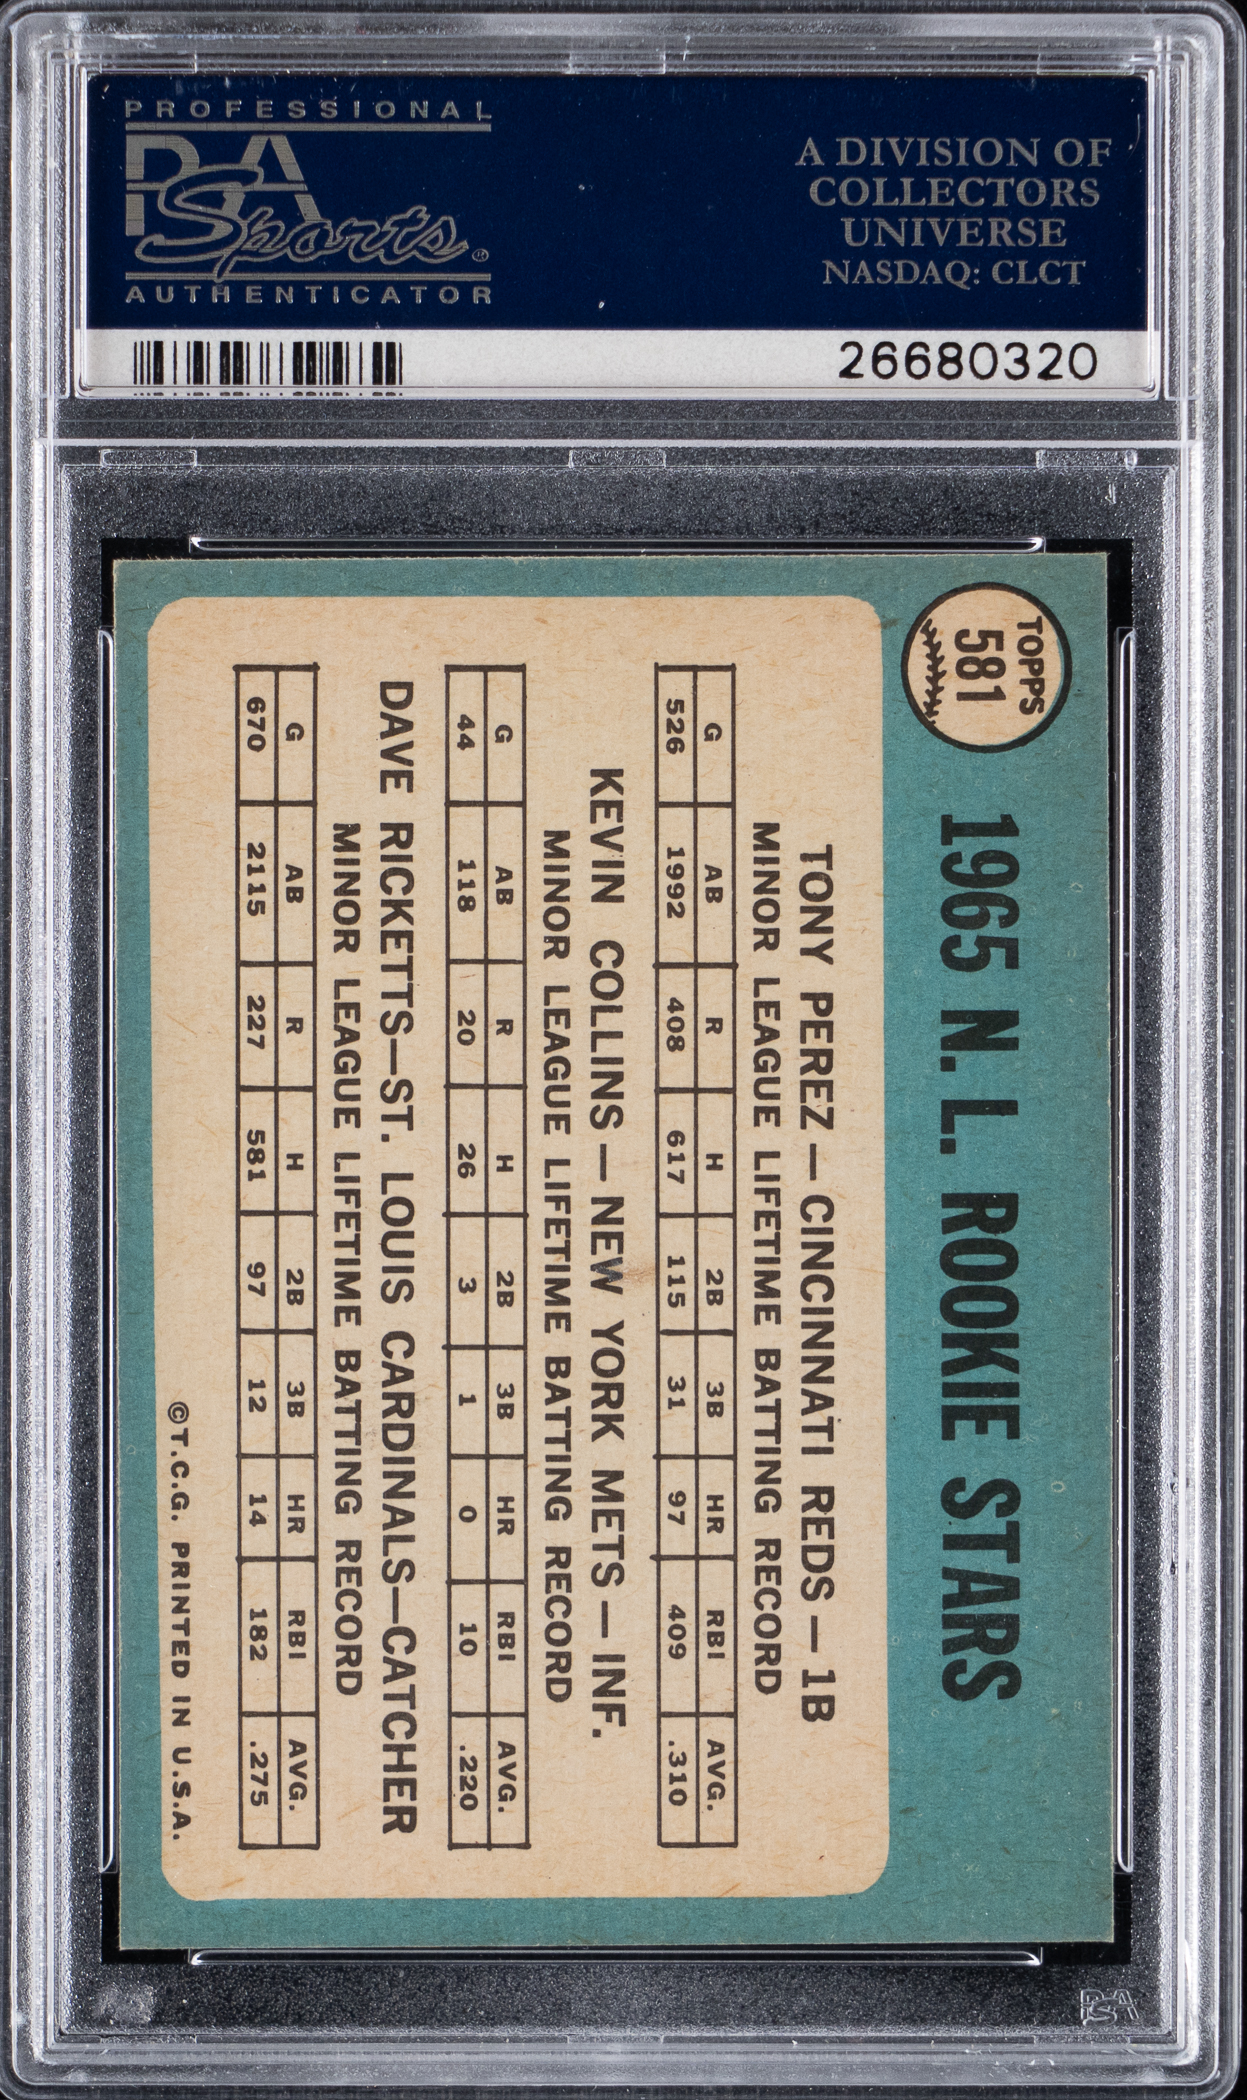 PROFESSIONAL
PSA
Sports®
AUTHENTICATOR
A DIVISION OF
COLLECTORS
UNIVERSE
NASDAQ: CLCT
26680320
TOPPS
581
1965 N. L. ROOKIE STARS
TONY PEREZ—CINCINNATI REDS—1B
MINOR LEAGUE LIFETIME BATTING RECORD
G AB R H 2B 3B HR RBI AVG.
526 1992 408 617 115 31 97 409 .310
KEVIN COLLINS—NEW YORK METS—INF.
MINOR LEAGUE LIFETIME BATTING RECORD
G AB R H 2B 3B HR RBI AVG.
44 118 20 26 3 1 0 10 .220
DAVE RICKETTS—ST. LOUIS CARDINALS—CATCHER
MINOR LEAGUE LIFETIME BATTING RECORD
G AB R H 2B 3B HR RBI AVG.
670 2115 227 581 97 12 14 182 .275
©T.C.G. PRINTED IN U.S.A.
PSA